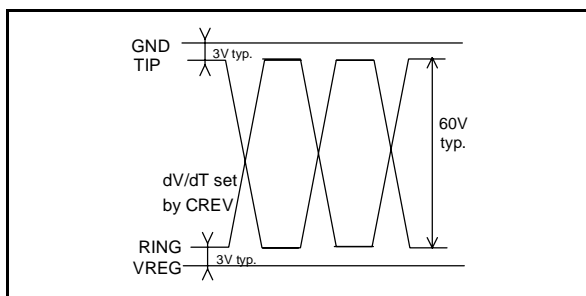 GND
3V typ.
TIP
60V
typ.
dV/dT set
by CREV
RING
3V typ.
VREG